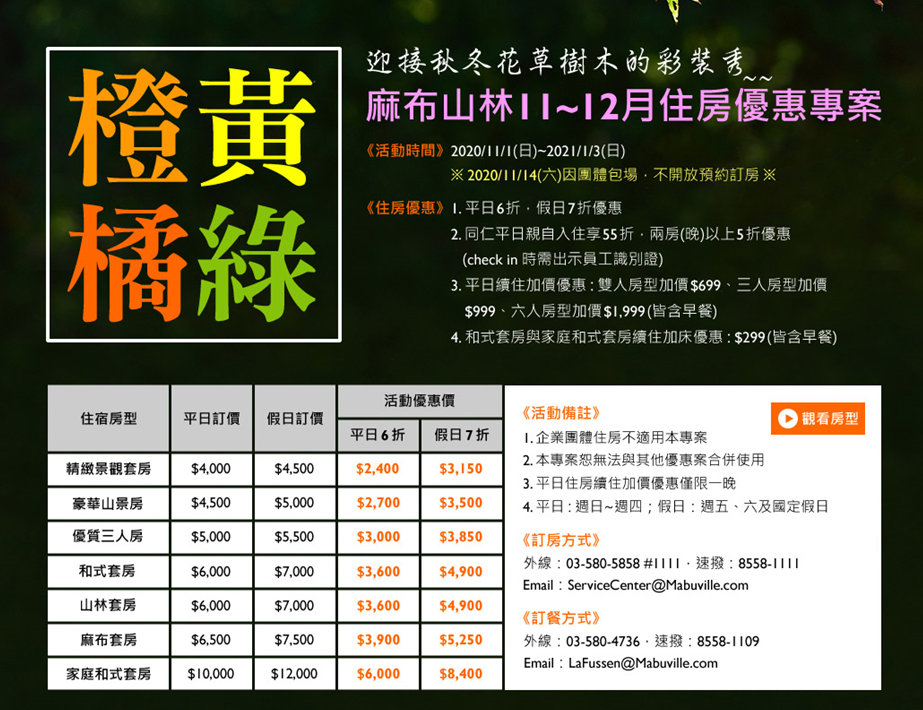 橙黃
橘綠
迎接秋冬花草樹木的彩裝秀~~
麻布山林11~12月住房優惠專案
《活動時間》2020/11/1(日)~2021/1/3(日)
※ 2020/11/14(六)因團體包場，不開放預約訂房 ※
《住房優惠》1. 平日6折，假日7折優惠
2. 同仁平日親自入住享55折，兩房(晚)以上5折優惠
(check in 時需出示員工識別證)
3. 平日續住加價優惠 : 雙人房型加價$699、三人房型加價
$999、六人房型加價$1,999(皆含早餐)
4. 和式套房與家庭和式套房續住加床優惠 : $299(皆含早餐)
住宿房型 平日訂價 假日訂價 活動優惠價
平日6折 假日7折
精緻景觀套房 $4,000 $4,500 $2,400 $3,150
豪華山景房 $4,500 $5,000 $2,700 $3,500
優質三人房 $5,000 $5,500 $3,000 $3,850
和式套房 $6,000 $7,000 $3,600 $4,900
山林套房 $6,000 $7,000 $3,600 $4,900
麻布套房 $6,500 $7,500 $3,900 $5,250
家庭和式套房 $10,000 $12,000 $6,000 $8,400
《活動備註》
觀看房型
1. 企業團體住房不適用本專案
2. 本專案恕無法與其他優惠案合併使用
3. 平日住房續住加價優惠僅限一晚
4. 平日 : 週日~週四；假日：週五、六及國定假日
《訂房方式》
外線：03-580-5858 #1111，速撥：8558-1111
Email：ServiceCenter@Mabuville.com
《訂餐方式》
外線：03-580-4736，速撥：8558-1109
Email：LaFussen@Mabuville.com